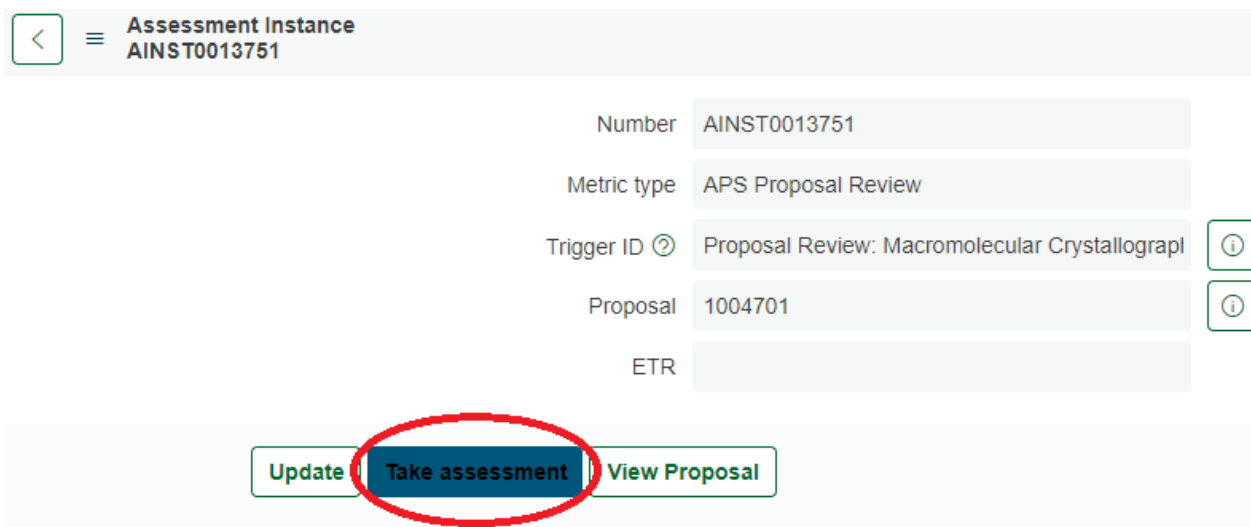 Assessment Instance
AINST0013751
Number AINST0013751
Metric type APS Proposal Review
Trigger ID Proposal Review: Macromolecular Crystallograpl
Proposal 1004701
ETR
Update Take assessment View Proposal